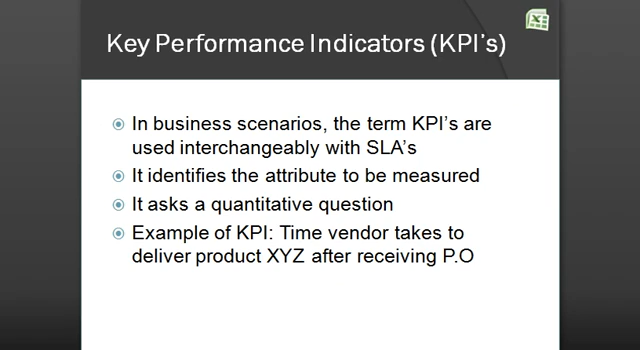 Key Performance Indicators (KPI's)
In business scenarios, the term KPI's are
used interchangeably with SLA's
It identifies the attribute to be measured
It asks a quantitative question
Example of KPI: Time vendor takes to
deliver product XYZ after receiving P.O